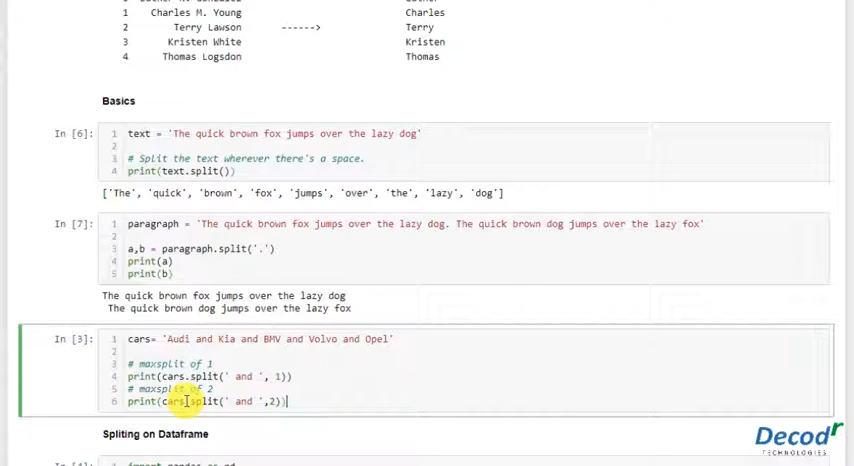 1 Charles M. Young Charles
2 Terry Lawson ------> Terry
3 Kristen White Kristen
4 Thomas Logsdon Thomas
Basics
In [6]: 1 text = 'The quick brown fox jumps over the lazy dog'
2
3 # Split the text wherever there's a space.
4 print(text.split())
['The', 'quick', 'brown', 'fox', 'jumps', 'over', 'the', 'lazy', 'dog']
In [7]: 1 paragraph = 'The quick brown fox jumps over the lazy dog. The quick brown dog jumps over the lazy fox'
2
3 a,b = paragraph.split('.')
4 print(a)
5 print(b)
The quick brown fox jumps over the lazy dog
The quick brown dog jumps over the lazy fox
In [3]: 1 cars= 'Audi and Kia and BMV and Volvo and Opel'
2
3 # maxsplit of 1
4 print(cars.split(' and ', 1))
5 # maxsplit of 2
6 print(cars.split(' and ',2))
Spliting on Dataframe
1 import pandas as pd
Decodr
TECHNOLOGIES